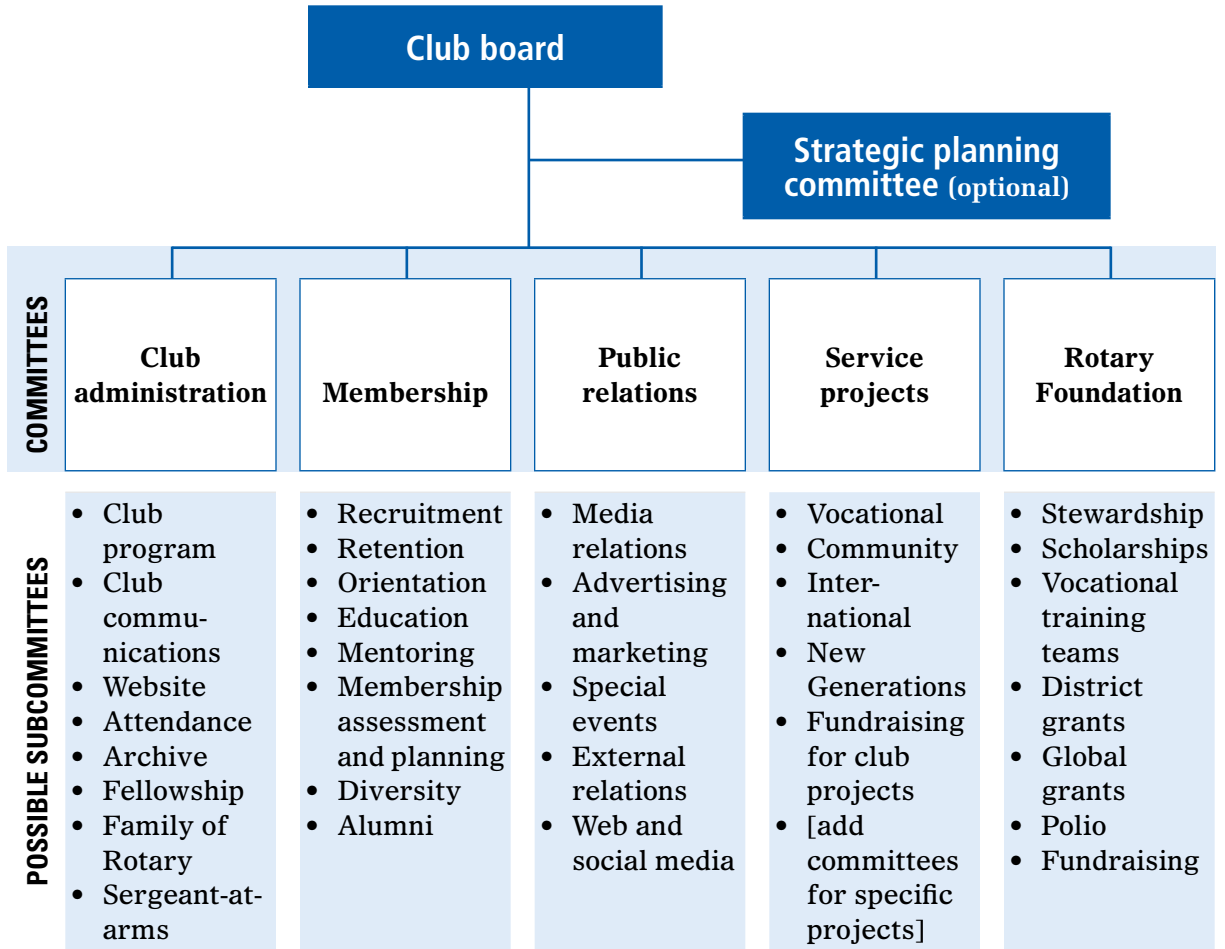 Club board
Strategic planning
committee (optional)
COMMITTEES
Club
administration
Membership
Public
relations
Service
projects
Rotary
Foundation
POSSIBLE SUBCOMMITTEES
• Club
program
• Club
commu-
nications
• Website
• Attendance
• Archive
• Fellowship
• Family of
Rotary
• Sergeant-at-
arms
• Recruitment
• Retention
• Orientation
• Education
• Mentoring
• Membership
assessment
and planning
• Diversity
• Alumni
• Media
relations
• Advertising
and
marketing
• Special
events
• External
relations
• Web and
social media
• Vocational
• Community
• Inter-
national
• New
Generations
• Fundraising
for club
projects
• [add
committees
for specific
projects]
• Stewardship
• Scholarships
• Vocational
training
teams
• District
grants
• Global
grants
• Polio
• Fundraising